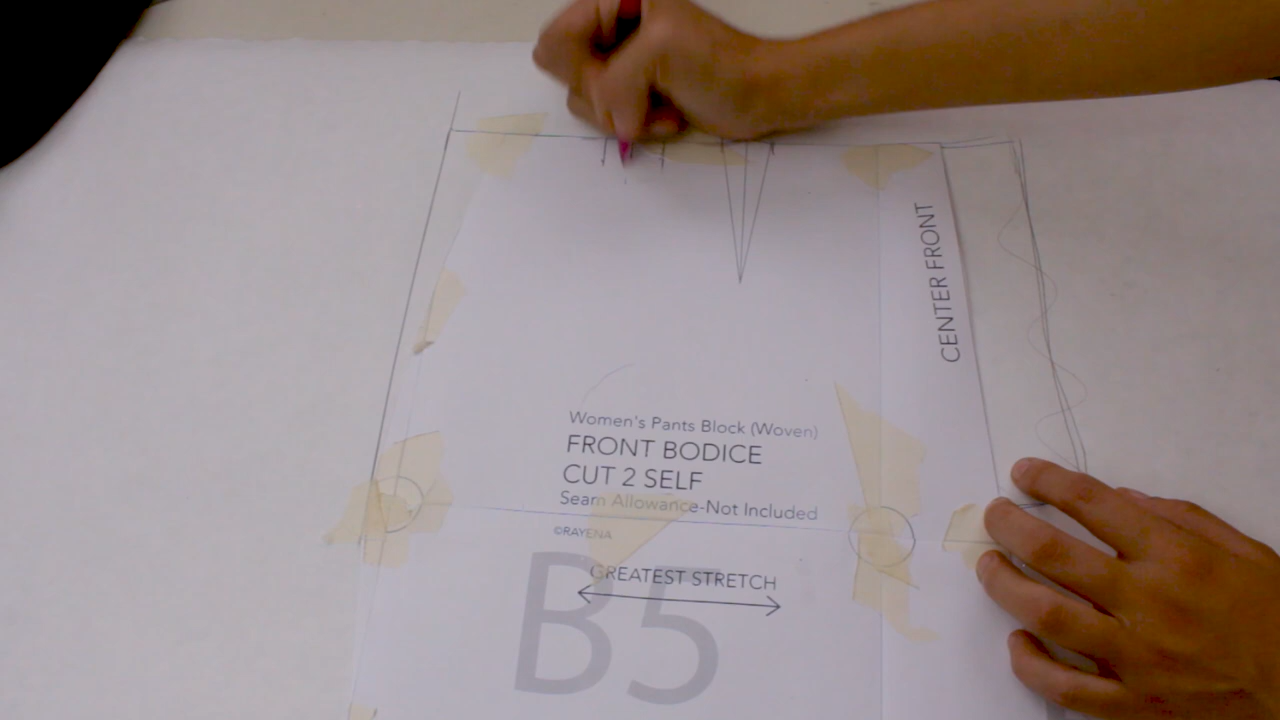 CENTER FRONT
Women's Pants Block (Woven)
FRONT BODICE
CUT 2 SELF
Seam Allowance-Not Included
©RAYENA
GREATEST STRETCH
B5